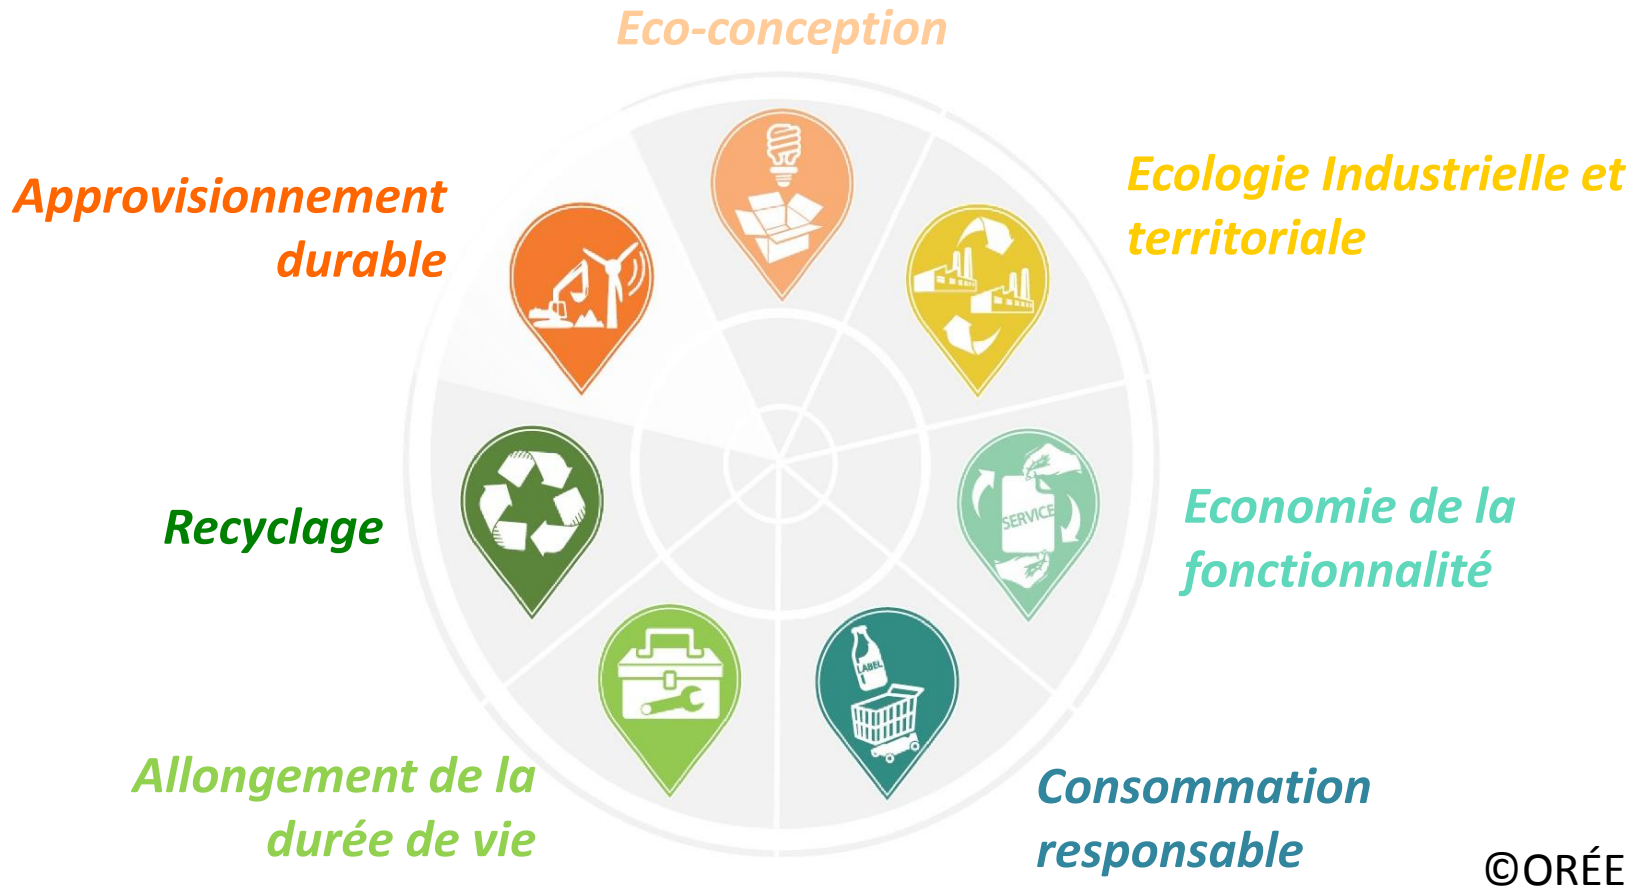 Eco-conception
Approvisionnement
durable
Ecologie Industrielle et
territoriale
Recyclage
SERVICE
Economie de la
fonctionnalité
LABEL
Allongement de la
durée de vie
Consommation
responsable
©ORÉE